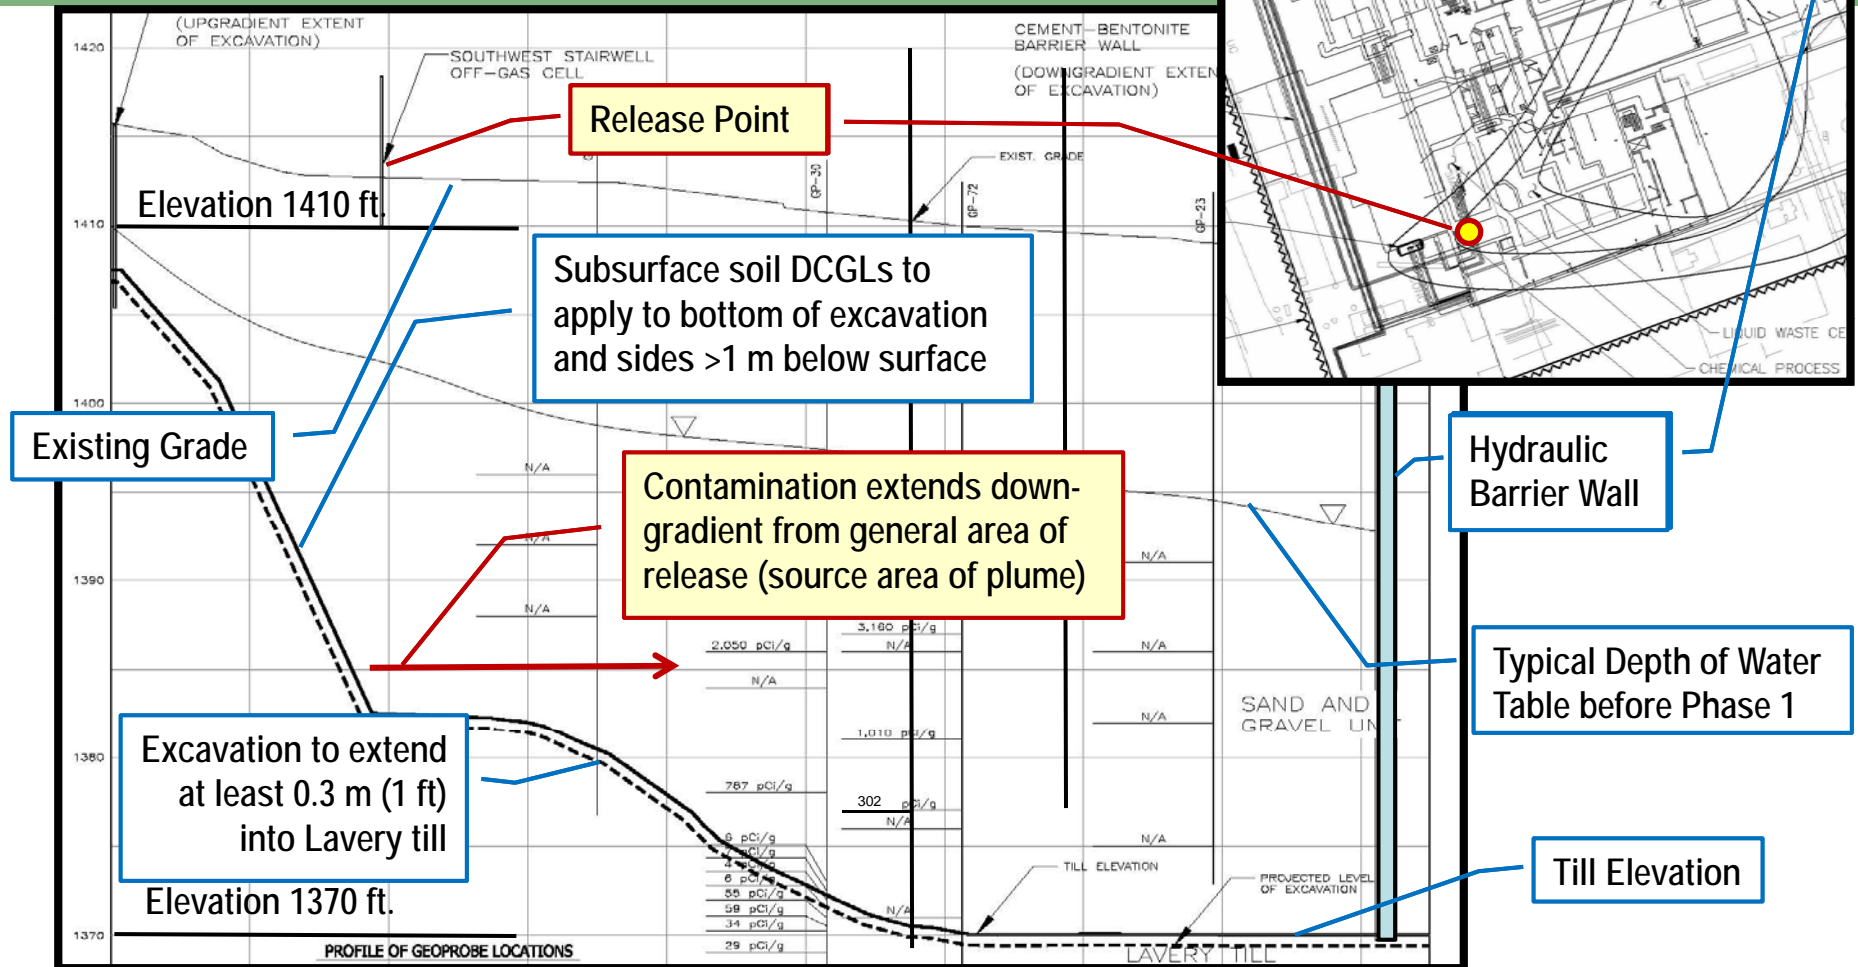 (UPGRADIENT EXTENT
OF EXCAVATION)
SOUTHWEST STAIRWELL
OFF-GAS CELL
CEMENT-BENTONITE
BARRIER WALL
(DOWNGRADIENT EXTEN
OF EXCAVATION)
1420
Release Point
EXIST. GRADE
GP-30
GP-72
GP-23
Elevation 1410 ft.
1410
Subsurface soil DCGLs to
apply to bottom of excavation
and sides >1 m below surface
LIQUID WASTE CE
CHEMICAL PROCESS
1400
Existing Grade
Hydraulic
Barrier Wall
N/A
Contamination extends down-
gradient from general area of
release (source area of plume)
N/A
N/A
1390
N/A
3,160 pCi/g
N/A
2,050 pCi/g
N/A
N/A
N/A
SAND AND
GRAVEL UNIT
Typical Depth of Water
Table before Phase 1
1,010 pCi/g
1380
Excavation to extend
at least 0.3 m (1 ft)
into Lavery till
787 pCi/g
302 pCi/g
N/A
N/A
6 pCi/g
pCi/g
4 pCi/g
6 pCi/g
55 pCi/g
59 pCi/g
34 pCi/g
29 pCi/g
N/A
TILL ELEVATION
PROJECTED LEVEL
OF EXCAVATION
Till Elevation
Elevation 1370 ft.
1370
PROFILE OF GEOPROBE LOCATIONS
LAVERY TILL